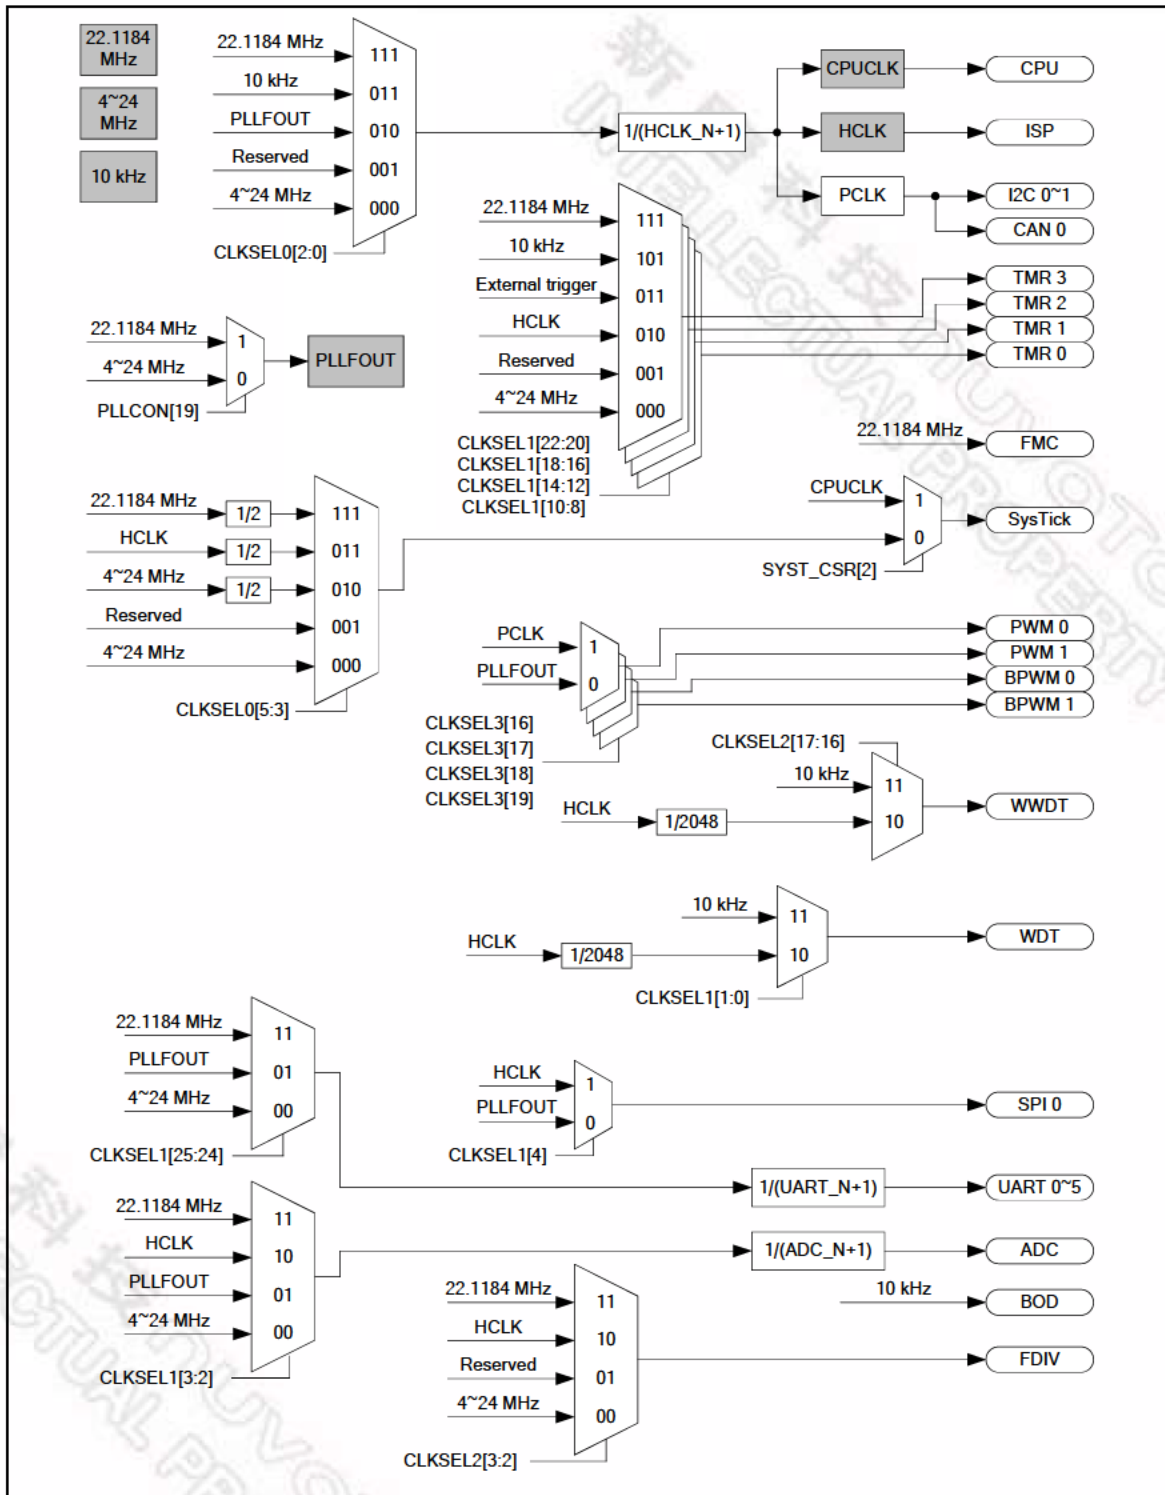 22.1184 MHz
4~24 MHz
10 kHz
22.1184 MHz
10 kHz
PLLFOUT
Reserved
4~24 MHz
111
011
010
001
000
CLKSEL0[2:0]
1/(HCLK_N+1)
CPUCLK
HCLK
PCLK
CPU
ISP
I2C 0~1
CAN 0
22.1184 MHz
10 kHz
External trigger
HCLK
Reserved
4~24 MHz
111
101
011
010
001
000
CLKSEL1[22:20]
CLKSEL1[18:16]
CLKSEL1[14:12]
CLKSEL1[10:8]
TMR 3
TMR 2
TMR 1
TMR 0
22.1184 MHz
4~24 MHz
1
0
PLLCON[19]
PLLFOUT
22.1184 MHz
FMC
22.1184 MHz
HCLK
4~24 MHz
Reserved
4~24 MHz
1/2
1/2
1/2
111
011
010
001
000
CLKSEL0[5:3]
CPUCLK
1
0
SYST_CSR[2]
SysTick
PCLK
PLLFOUT
1
0
CLKSEL3[16]
CLKSEL3[17]
CLKSEL3[18]
CLKSEL3[19]
PWM 0
PWM 1
BPWM 0
BPWM 1
CLKSEL2[17:16]
10 kHz
HCLK
1/2048
11
10
WWDT
10 kHz
HCLK
1/2048
11
10
CLKSEL1[1:0]
WDT
22.1184 MHz
PLLFOUT
4~24 MHz
11
01
00
CLKSEL1[25:24]
HCLK
PLLFOUT
1
0
CLKSEL1[4]
SPI 0
1/(UART_N+1)
UART 0~5
22.1184 MHz
HCLK
PLLFOUT
4~24 MHz
11
10
01
00
CLKSEL1[3:2]
1/(ADC_N+1)
ADC
10 kHz
BOD
22.1184 MHz
HCLK
Reserved
4~24 MHz
11
10
01
00
CLKSEL2[3:2]
FDIV
新唐科技 nuvoTon
INTELLECTUAL PROPERTY